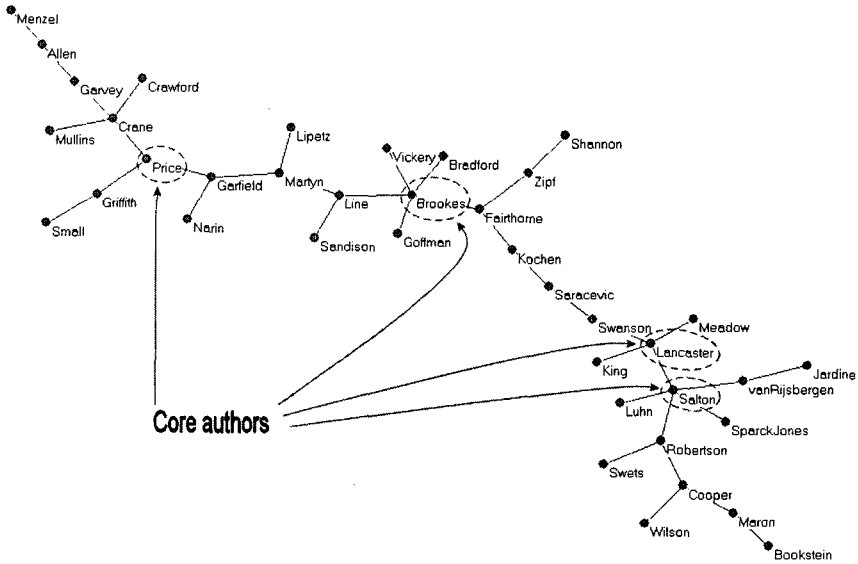 Menzel
Allen
Garvey
Crawford
Crane
Mullins
Price
Lipetz
Garfield
Martyn
Griffith
Small
Narin
Line
Sandison
Vickery
Bradford
Brookes
Goffman
Shannon
Zipf
Fairthorne
Kochen
Saracevic
Swanson
Meadow
Lancaster
King
Jardine
vanRijsbergen
Salton
Luhn
SparckJones
Core authors
Robertson
Swets
Cooper
Maron
Wilson
Bookstein